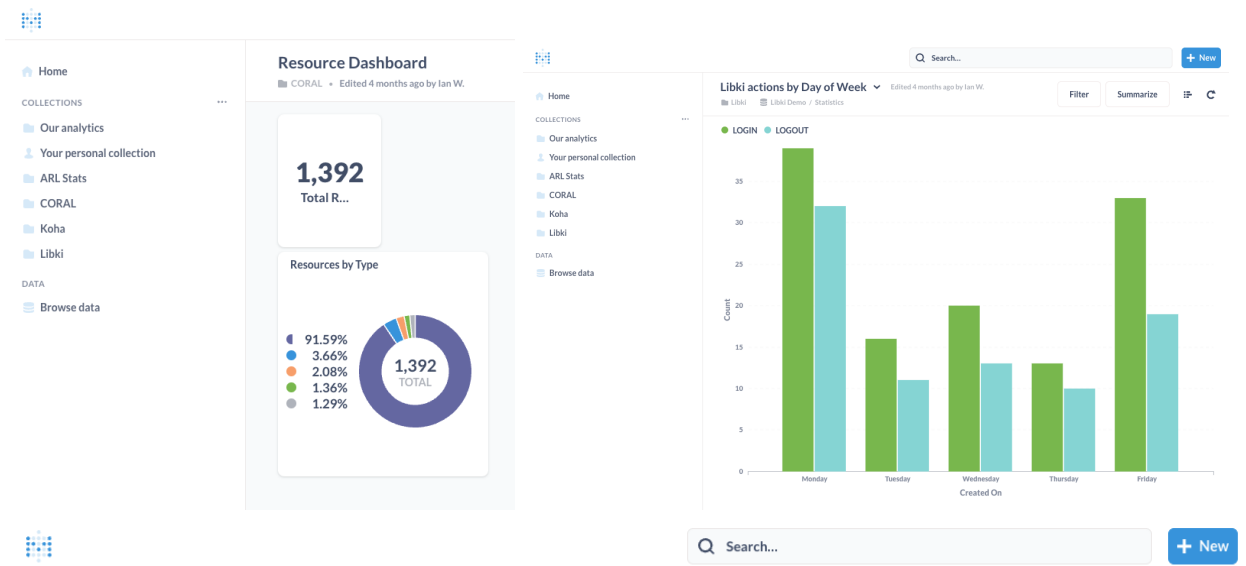 Home
COLLECTIONS ...
Our analytics
Your personal collection
ARL Stats
CORAL
Koha
Libki
DATA
Browse data
Resource Dashboard
CORAL • Edited 4 months ago by Ian W.
1,392
Total R...
Resources by Type
91.59%
3.66%
2.08%
1.36%
1.29%
1,392
TOTAL
Search...
+ New
Home
COLLECTIONS ...
Our analytics
Your personal collection
ARL Stats
CORAL
Koha
Libki
DATA
Browse data
Libki actions by Day of Week Edited 4 months ago by Ian W.
Libki Libki Demo / Statistics
Filter Summarize
LOGIN LOGOUT
35
30
25
20
15
10
5
0
Count
Monday Tuesday Wednesday Thursday Friday
Created On
Search...
+ New